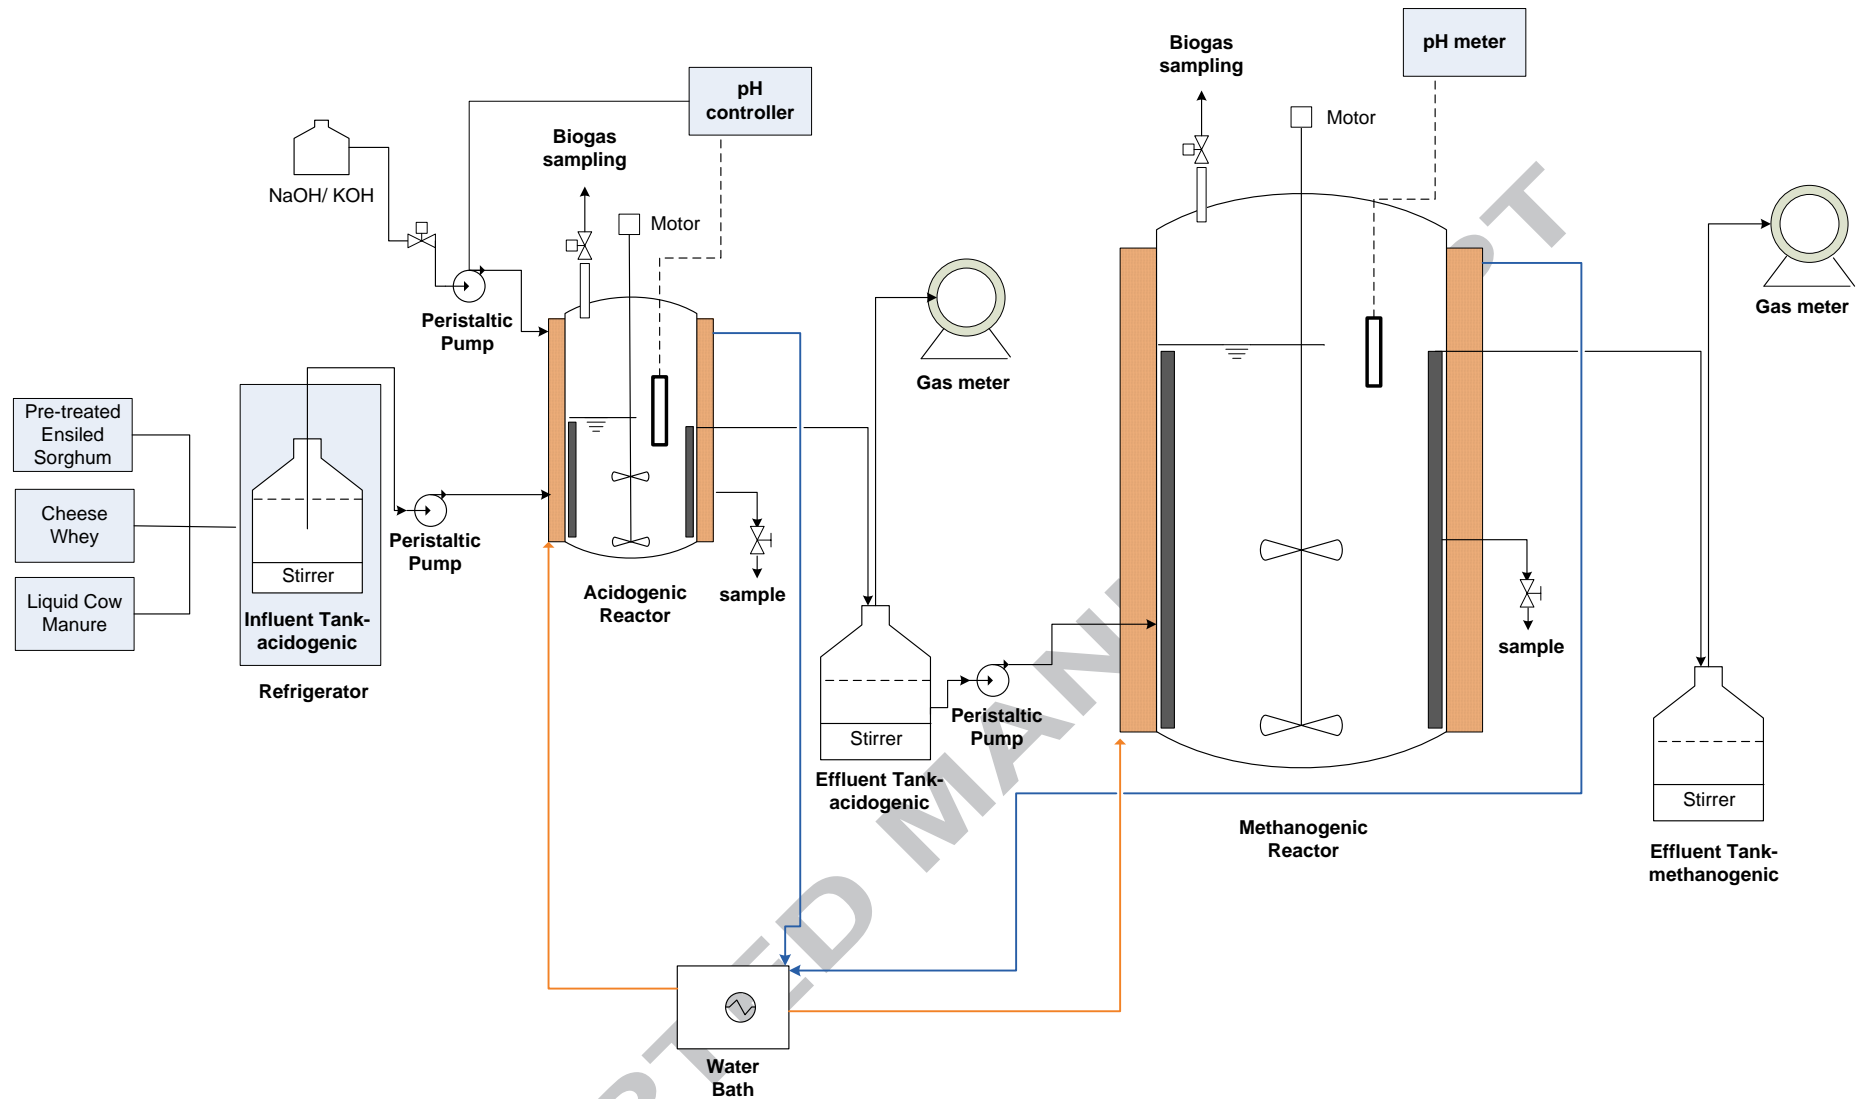 pH meter
Biogas
sampling
Motor
pH
controller
Biogas
sampling
NaOH/ KOH
Motor
Peristaltic
Pump
Gas meter
Gas meter
Pre-treated
Ensiled
Sorghum
Cheese
Whey
Liquid Cow
Manure
Stirrer
Influent Tank-
acidogenic
Refrigerator
Peristaltic
Pump
Acidogenic
Reactor
sample
Stirrer
Effluent Tank-
acidogenic
Peristaltic
Pump
sample
Methanogenic
Reactor
Stirrer
Effluent Tank-
methanogenic
Water
Bath